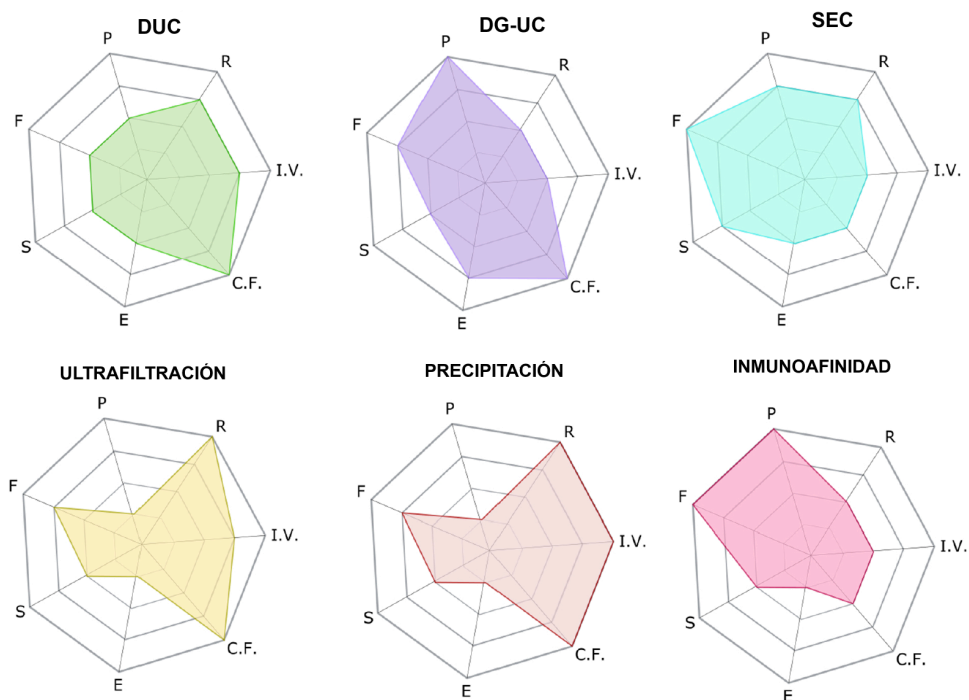 DUC
P
R
F
I.V.
S
C.F.
E
DG-UC
P
R
F
I.V.
S
C.F.
E
SEC
P
R
F
I.V.
S
C.F.
E
ULTRAFILTRACIÓN
P
R
F
I.V.
S
C.F.
E
PRECIPITACIÓN
P
R
F
I.V.
S
C.F.
E
INMUNOAFINIDAD
P
R
F
I.V.
S
C.F.
E